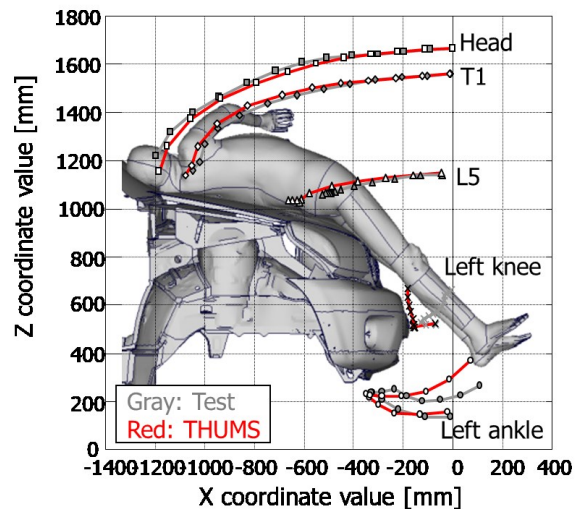 1800
1600
1400
1200
1000
800
600
400
200
0
Z coordinate value [mm]
Head
T1
L5
Left knee
Left ankle
Gray: Test
Red: THUMS
-1400 -1200 -1000 -800 -600 -400 -200 0 200 400
X coordinate value [mm]